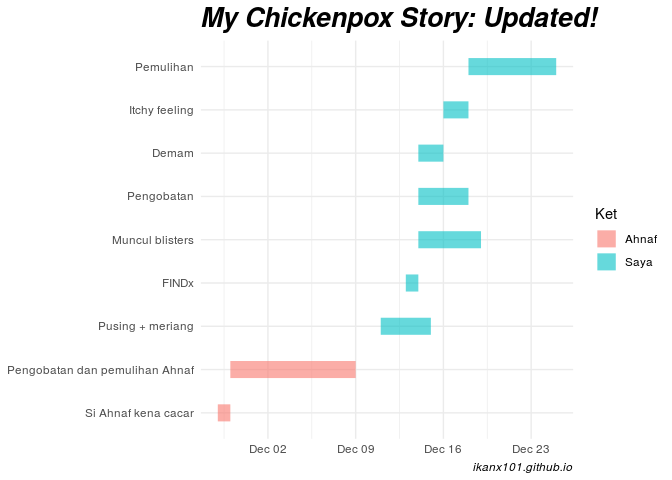 My Chickenpox Story: Updated!
Pemulihan
Itchy feeling
Demam
Pengobatan
Muncul blisters
FINDx
Pusing + meriang
Pengobatan dan pemulihan Ahnaf
Si Ahnaf kena cacar
Dec 02 Dec 09 Dec 16 Dec 23
ikanx101.github.io
Ket
Ahnaf
Saya